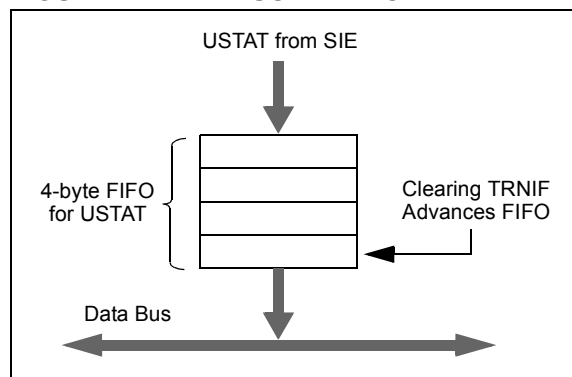 USTAT from SIE
4-byte FIFO
for USTAT
Clearing TRNIF
Advances FIFO
Data Bus